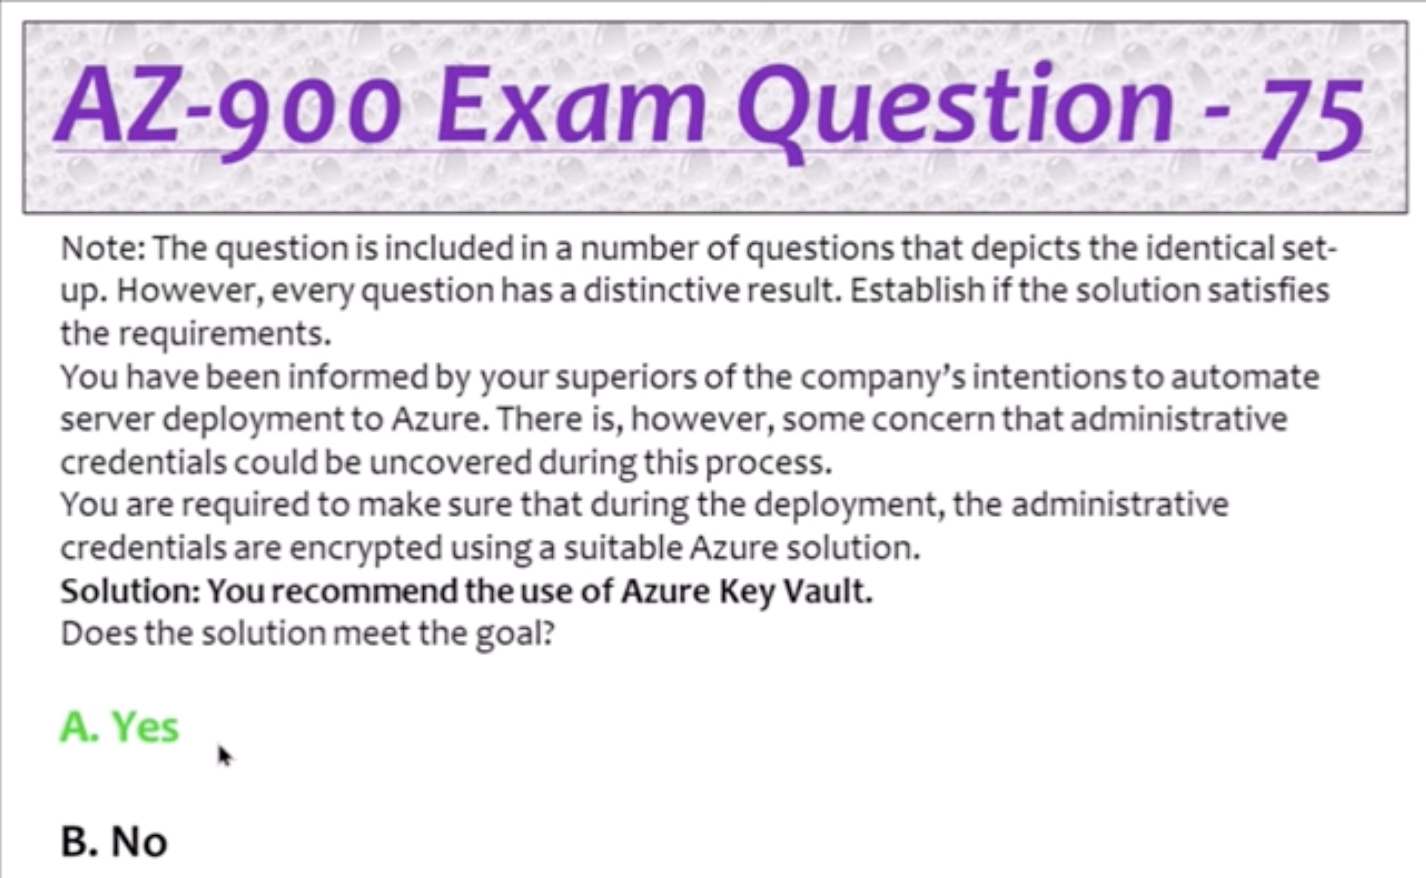 AZ-900 Exam Question - 75
Note: The question is included in a number of questions that depicts the identical set-
up. However, every question has a distinctive result. Establish if the solution satisfies
the requirements.
You have been informed by your superiors of the company’s intentions to automate
server deployment to Azure. There is, however, some concern that administrative
credentials could be uncovered during this process.
You are required to make sure that during the deployment, the administrative
credentials are encrypted using a suitable Azure solution.
Solution: You recommend the use of Azure Key Vault.
Does the solution meet the goal?
A. Yes
B. No